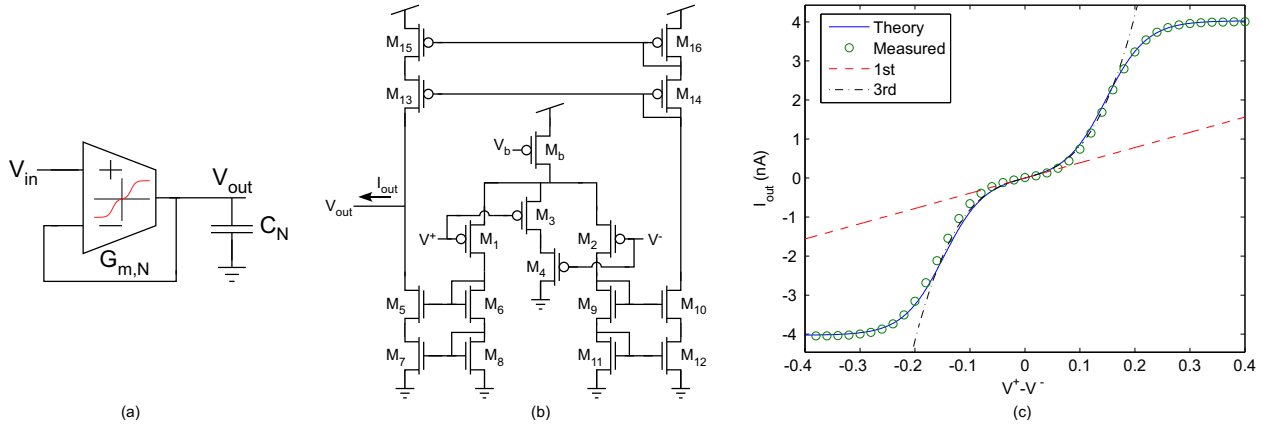 V_in
V_out
C_N
G_m,N
(a)
M_15
M_16
M_13
M_14
V_b
M_b
I_out
V_out
M_3
V^+
M_1
M_2
V^-
M_4
M_5
M_6
M_9
M_10
M_7
M_8
M_11
M_12
(b)
Theory
Measured
1st
3rd
I_out (nA)
4
3
2
1
0
-1
-2
-3
-4
-0.4
-0.3
-0.2
-0.1
0
0.1
0.2
0.3
0.4
V^+-V^-
(c)